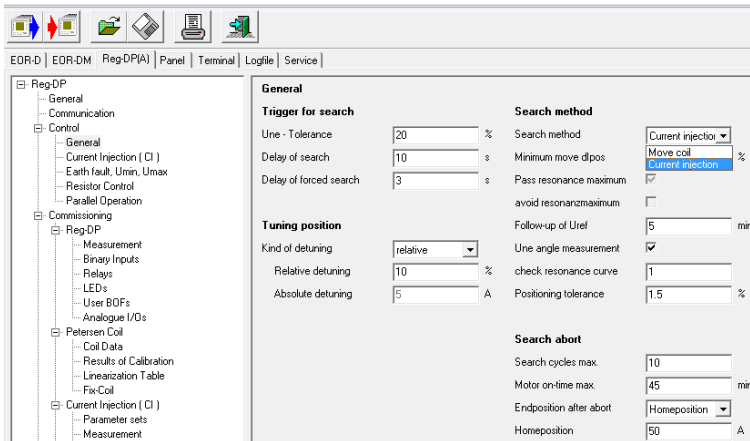 EOR-D EOR-DM Reg-DP(A) Panel Terminal Logfile Service
Reg-DP
General
Communication
Control
General
Current Injection ( CI )
Earth fault, Umin, Umax
Resistor Control
Parallel Operation
Commissioning
Reg-DP
Measurement
Binary Inputs
Relays
LEDs
User BOFs
Analogue I/Os
Petersen Coil
Coil Data
Results of Calibration
Linearization Table
Fix-Coil
Current Injection ( CI )
Parameter sets
Measurement
General
Trigger for search
Une - Tolerance 20 %
Delay of search 10 s
Delay of forced search 3 s
Tuning position
Kind of detuning relative
Relative detuning 10 %
Absolute detuning 5 A
Search method
Search method Current injection
Move coil
Current injection
Minimum move dIpos %
Pass resonance maximum
avoid resonanzmaximum
Follow-up of Uref 5 min
Une angle measurement
check resonance curve 1
Positioning tolerance 1.5 %
Search abort
Search cycles max. 10
Motor on-time max. 45 min
Endposition after abort Homeposition
Homeposition 50 A